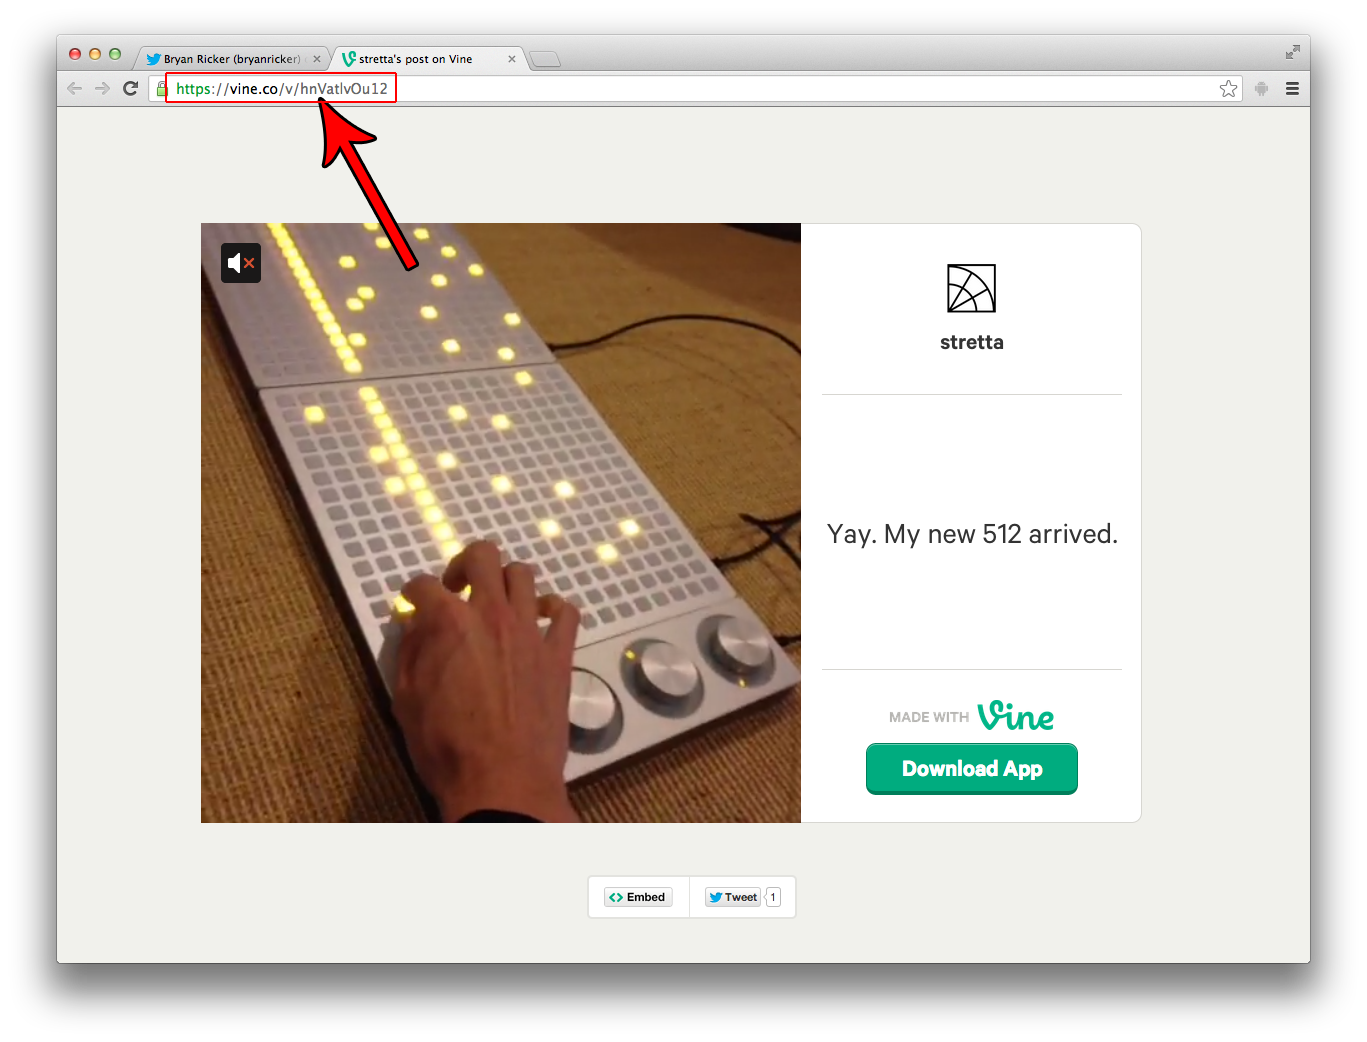 Bryan Ricker (bryanricker)
stretta's post on Vine
https://vine.co/v/hnVatlvOu12
stretta
Yay. My new 512 arrived.
MADE WITH Vine
Download App
Embed
Tweet
1